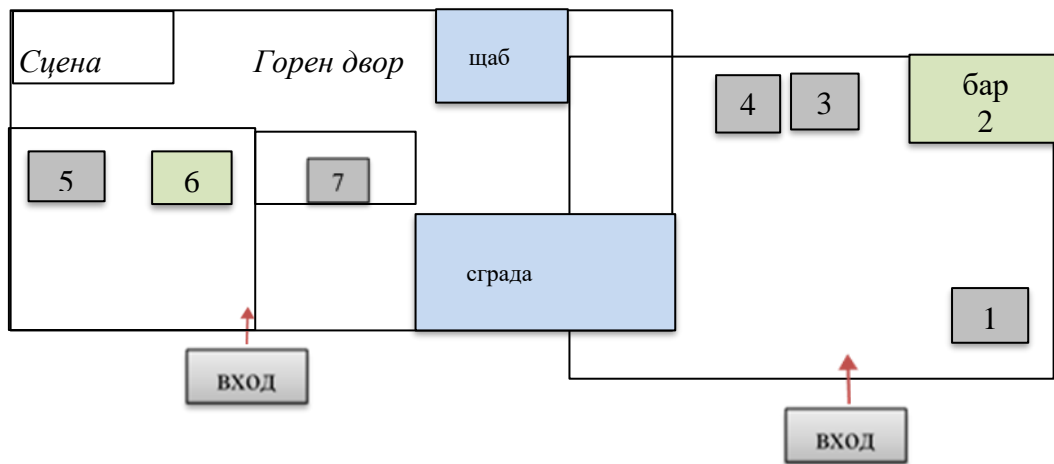 Сцена
Горен двор
щаб
4
3
бар
2
5
6
7
сграда
1
вход
вход